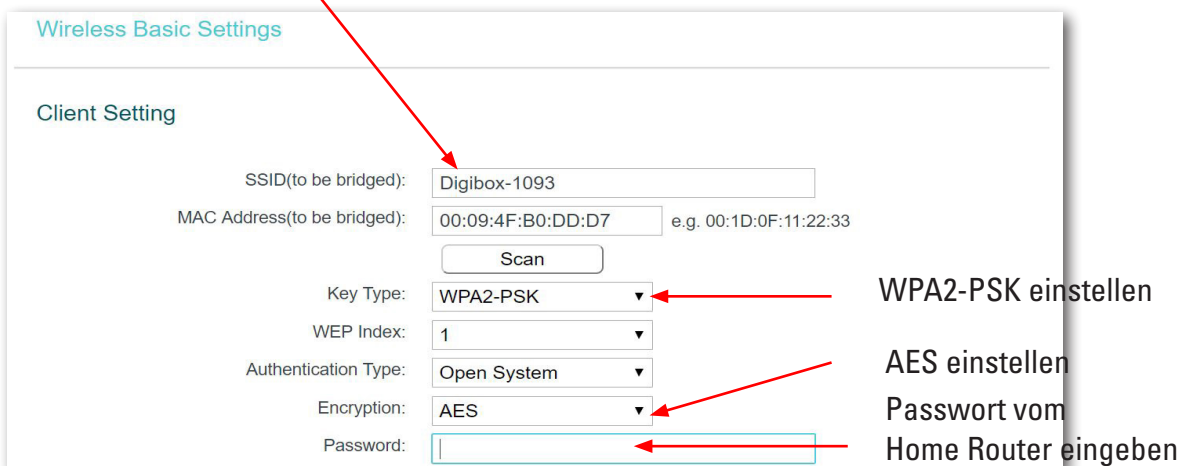 Wireless Basic Settings
Client Setting
SSID(to be bridged): Digibox-1093
MAC Address(to be bridged): 00:09:4F:B0:DD:D7 e.g. 00:1D:0F:11:22:33
Scan
Key Type: WPA2-PSK WPA2-PSK einstellen
WEP Index: 1
Authentication Type: Open System AES einstellen
Encryption: AES Passwort vom
Password: Home Router eingeben